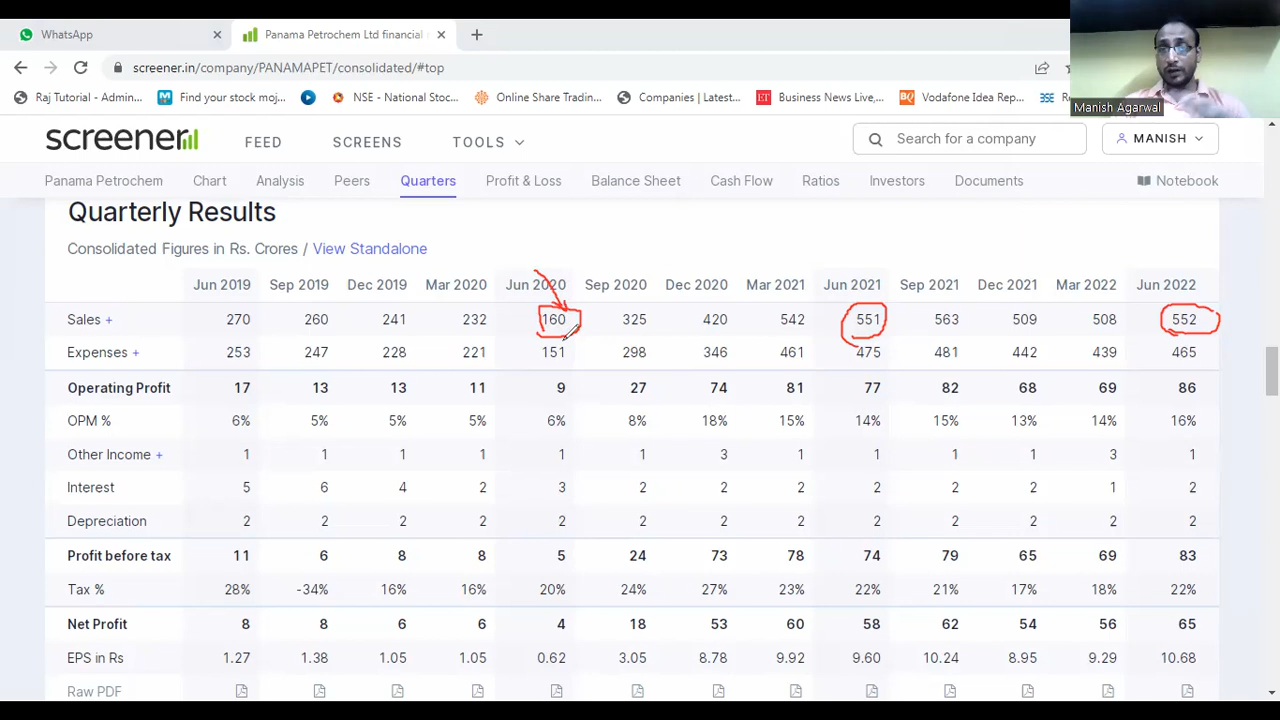 WhatsApp
Panama Petrochem Ltd financial
screener.in/company/PANAMAPET/consolidated/#top
Manish Agarwal
Raj Tutorial - Admin... Find your stock moj... NSE - National Stoc... Online Share Tradin... Companies | Latest... Business News Live,... Vodafone Idea Rep...
screener FEED SCREENS TOOLS Search for a company MANISH
Panama Petrochem Chart Analysis Peers Quarters Profit & Loss Balance Sheet Cash Flow Ratios Investors Documents Notebook
Quarterly Results
Consolidated Figures in Rs. Crores / View Standalone
Jun 2019 Sep 2019 Dec 2019 Mar 2020 Jun 2020 Sep 2020 Dec 2020 Mar 2021 Jun 2021 Sep 2021 Dec 2021 Mar 2022 Jun 2022
Sales + 270 260 241 232 160 325 420 542 551 563 509 508 552
Expenses + 253 247 228 221 151 298 346 461 475 481 442 439 465
Operating Profit 17 13 13 11 9 27 74 81 77 82 68 69 86
OPM % 6% 5% 5% 5% 6% 8% 18% 15% 14% 15% 13% 14% 16%
Other Income + 1 1 1 1 1 1 3 1 1 1 1 3 1
Interest 5 6 4 2 3 2 2 2 2 2 2 1 2
Depreciation 2 2 2 2 2 2 2 2 2 2 2 2 2
Profit before tax 11 6 8 8 5 24 73 78 74 79 65 69 83
Tax % 28% -34% 16% 16% 20% 24% 27% 23% 22% 21% 17% 18% 22%
Net Profit 8 8 6 6 4 18 53 60 58 62 54 56 65
EPS in Rs 1.27 1.38 1.05 1.05 0.62 3.05 8.78 9.92 9.60 10.24 8.95 9.29 10.68
Raw PDF